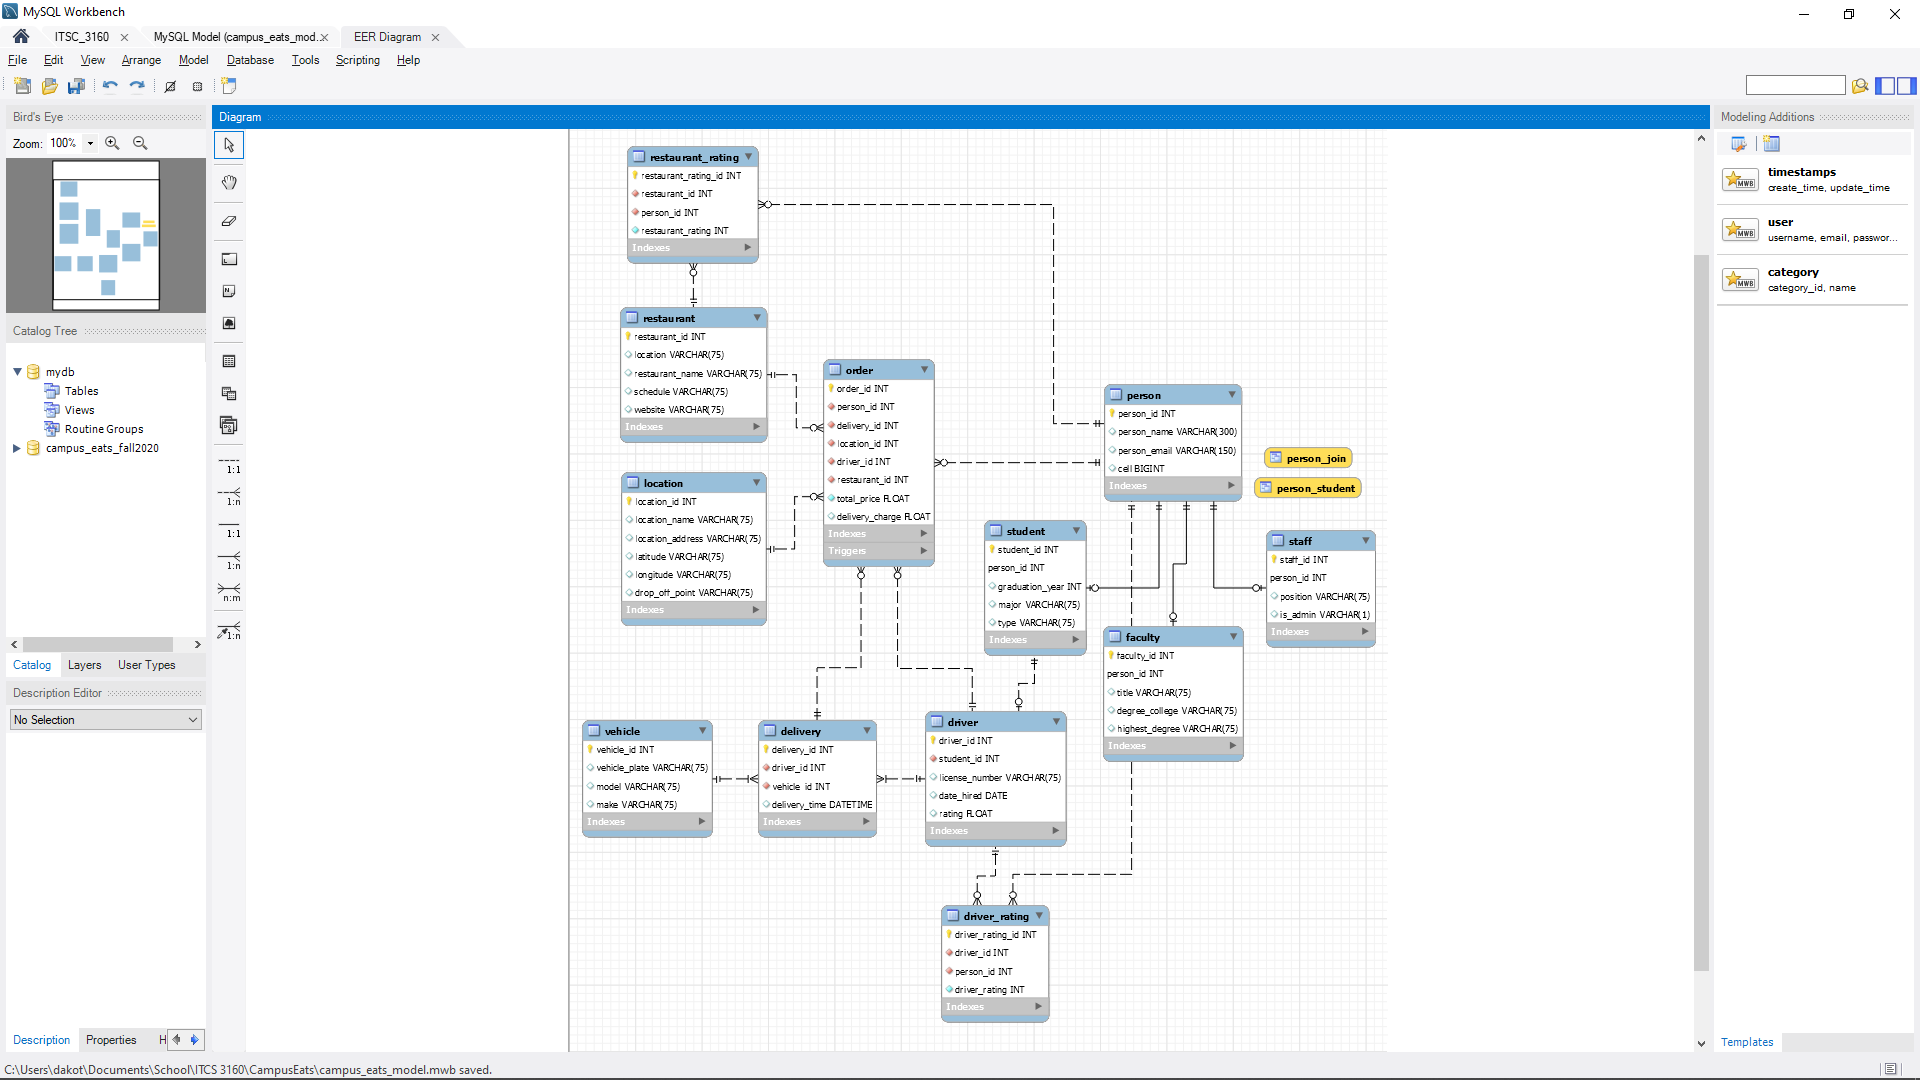 MySQL Workbench
ITSC_3160
MySQL Model (campus_eats_mod...
EER Diagram
File Edit View Arrange Model Database Tools Scripting Help
Bird's Eye
Zoom: 100%
Catalog Tree
mydb
Tables
Views
Routine Groups
campus_eats_fall2020
Catalog Layers User Types
Description Editor
No Selection
Description Properties H
Diagram
1:1
1:n
1:1
1:n
n:m
1:n
restaurant_rating
restaurant_rating_id INT
restaurant_id INT
person_id INT
restaurant_rating INT
Indexes
restaurant
restaurant_id INT
location VARCHAR(75)
restaurant_name VARCHAR(75)
schedule VARCHAR(75)
website VARCHAR(75)
Indexes
location
location_id INT
location_name VARCHAR(75)
location_address VARCHAR(75)
latitude VARCHAR(75)
longitude VARCHAR(75)
drop_off_point VARCHAR(75)
Indexes
order
order_id INT
person_id INT
delivery_id INT
location_id INT
driver_id INT
restaurant_id INT
total_price FLOAT
delivery_charge FLOAT
Indexes
Triggers
person
person_id INT
person_name VARCHAR(300)
person_email VARCHAR(150)
cell BIGINT
Indexes
person_join
person_student
student
student_id INT
person_id INT
graduation_year INT
major VARCHAR(75)
type VARCHAR(75)
Indexes
staff
staff_id INT
person_id INT
position VARCHAR(75)
is_admin VARCHAR(1)
Indexes
faculty
faculty_id INT
person_id INT
title VARCHAR(75)
degree_college VARCHAR(75)
highest_degree VARCHAR(75)
Indexes
vehicle
vehicle_id INT
vehicle_plate VARCHAR(75)
model VARCHAR(75)
make VARCHAR(75)
Indexes
delivery
delivery_id INT
driver_id INT
vehicle_id INT
delivery_time DATETIME
Indexes
driver
driver_id INT
student_id INT
license_number VARCHAR(75)
date_hired DATE
rating FLOAT
Indexes
driver_rating
driver_rating_id INT
driver_id INT
person_id INT
driver_rating INT
Indexes
Modeling Additions
timestamps
create_time, update_time
user
username, email, passwor...
category
category_id, name
MWB
MWB
MWB
Templates
C:\Users\dakot\Documents\School\ITCS 3160\CampusEats\campus_eats_model.mwb saved.